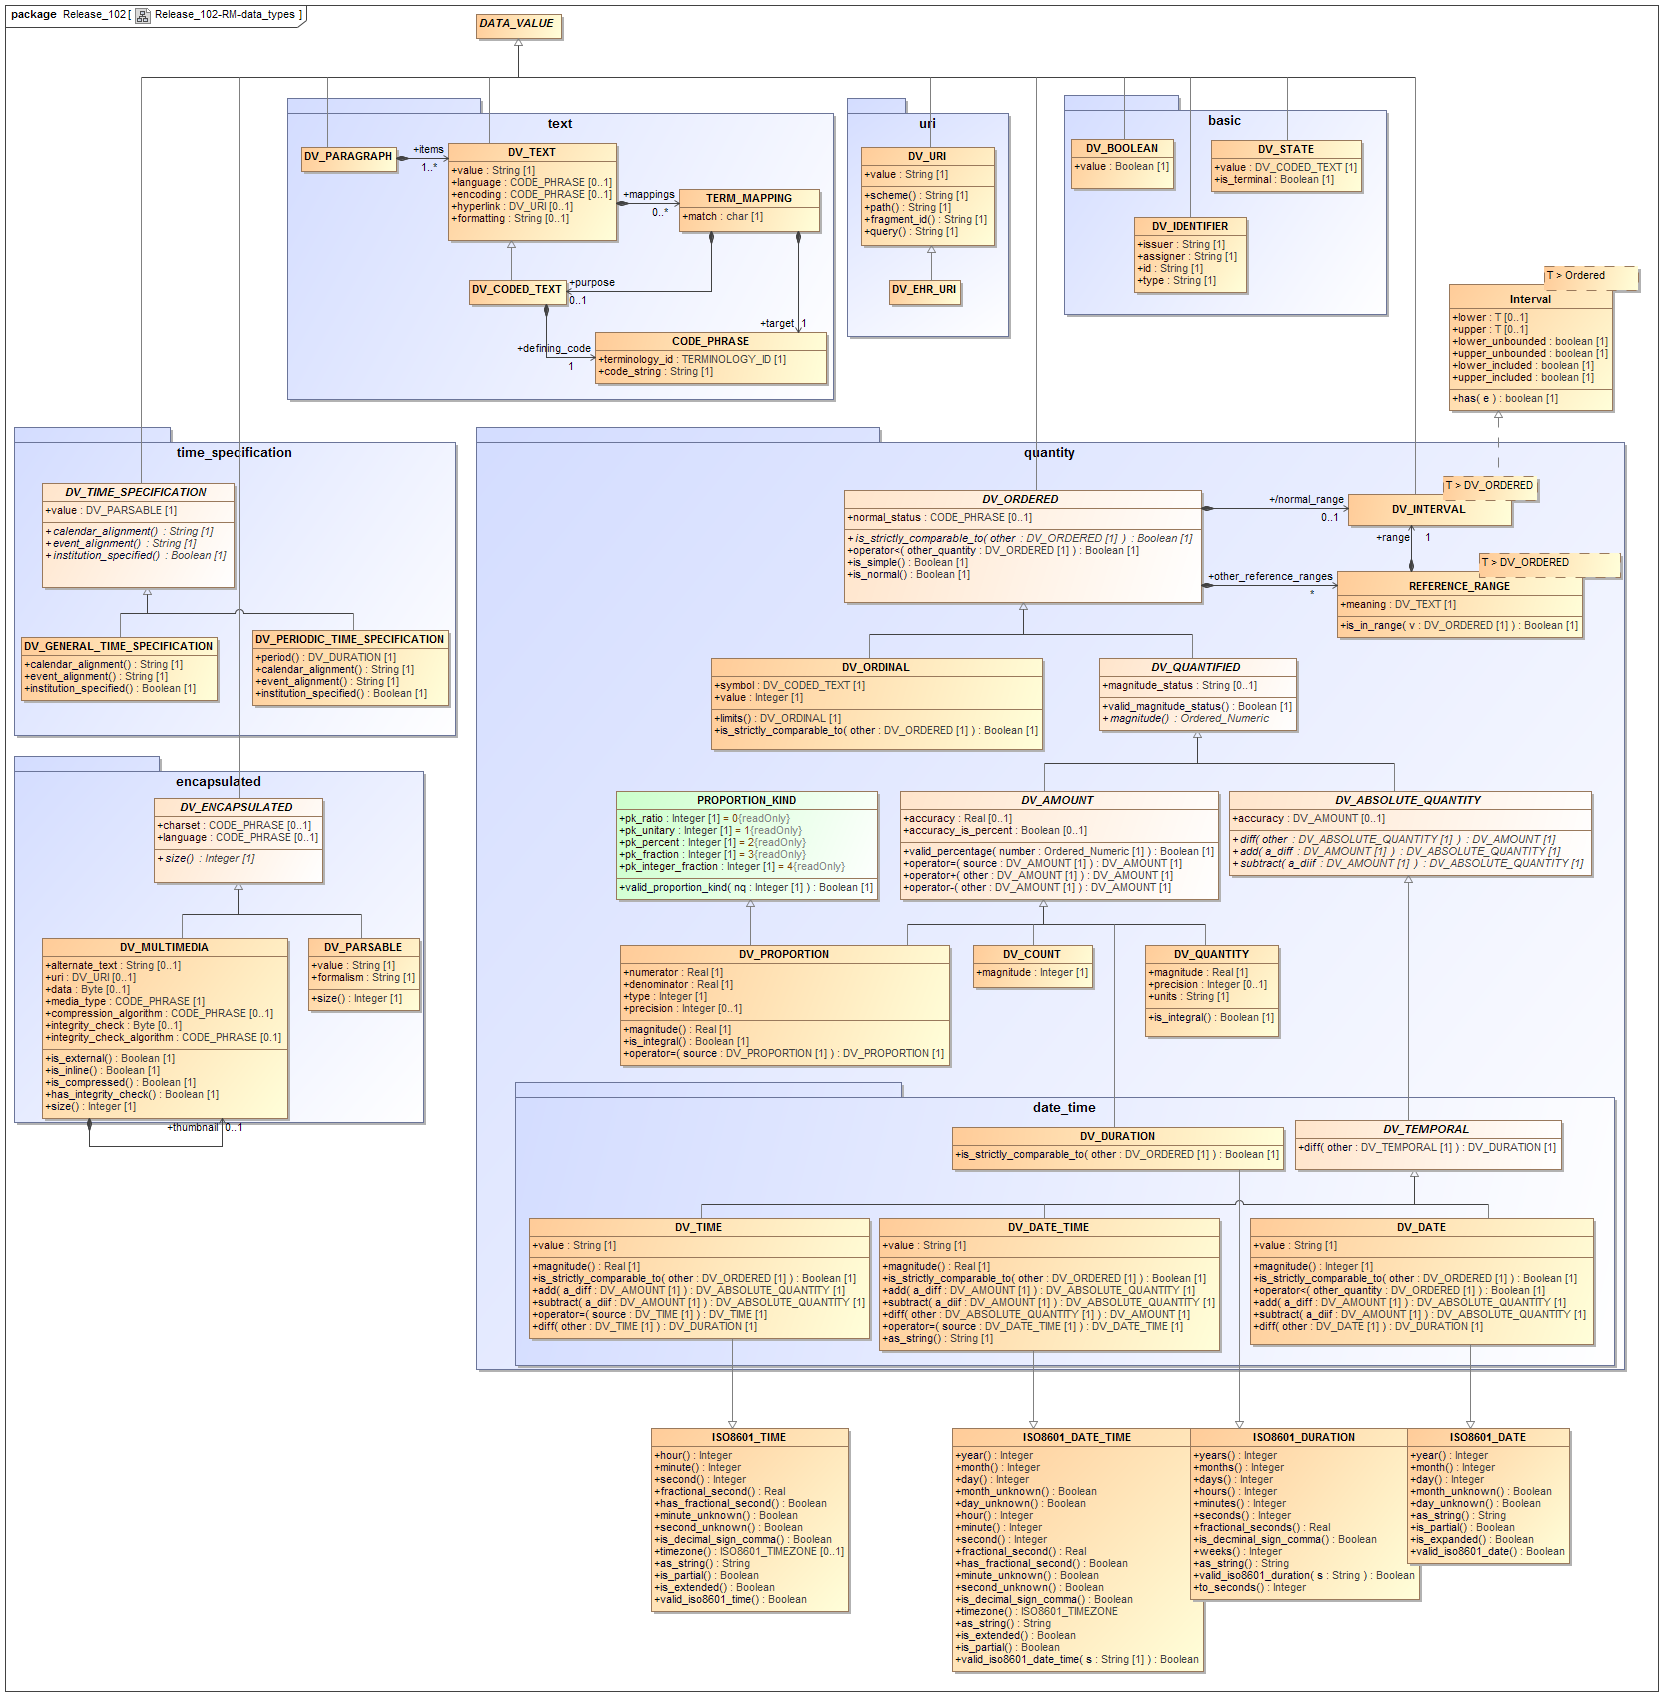 package Release_102 [ Release_102-RM-data_types ]
DATA_VALUE
text
DV_PARAGRAPH
+items
1..*
DV_TEXT
+value : String [1]
+language : CODE_PHRASE [0..1]
+encoding : CODE_PHRASE [0..1]
+hyperlink : DV_URI [0..1]
+formatting : String [0..1]
+mappings
0..*
TERM_MAPPING
+match : char [1]
DV_CODED_TEXT
+purpose
0..1
+target 1
+defining_code
1
CODE_PHRASE
+terminology_id : TERMINOLOGY_ID [1]
+code_string : String [1]
uri
DV_URI
+value : String [1]
+scheme() : String [1]
+path() : String [1]
+fragment_id() : String [1]
+query() : String [1]
DV_EHR_URI
basic
DV_BOOLEAN
+value : Boolean [1]
DV_STATE
+value : DV_CODED_TEXT [1]
+is_terminal : Boolean [1]
DV_IDENTIFIER
+issuer : String [1]
+assigner : String [1]
+id : String [1]
+type : String [1]
T > Ordered
Interval
+lower : T [0..1]
+upper : T [0..1]
+lower_unbounded : boolean [1]
+upper_unbounded : boolean [1]
+lower_included : boolean [1]
+upper_included : boolean [1]
+has( e ) : boolean [1]
time_specification
DV_TIME_SPECIFICATION
+value : DV_PARSABLE [1]
+calendar_alignment() : String [1]
+event_alignment() : String [1]
+institution_specified() : Boolean [1]
DV_GENERAL_TIME_SPECIFICATION
+calendar_alignment() : String [1]
+event_alignment() : String [1]
+institution_specified() : Boolean [1]
DV_PERIODIC_TIME_SPECIFICATION
+period() : DV_DURATION [1]
+calendar_alignment() : String [1]
+event_alignment() : String [1]
+institution_specified() : Boolean [1]
encapsulated
DV_ENCAPSULATED
+charset : CODE_PHRASE [0..1]
+language : CODE_PHRASE [0..1]
+size() : Integer [1]
DV_MULTIMEDIA
+alternate_text : String [0..1]
+uri : DV_URI [0..1]
+data : Byte [0..1]
+media_type : CODE_PHRASE [1]
+compression_algorithm : CODE_PHRASE [0..1]
+integrity_check : Byte [0..1]
+integrity_check_algorithm : CODE_PHRASE [0.1]
+is_external() : Boolean [1]
+is_inline() : Boolean [1]
+is_compressed() : Boolean [1]
+has_integrity_check() : Boolean [1]
+size() : Integer [1]
+thumbnail 0..1
DV_PARSABLE
+value : String [1]
+formalism : String [1]
+size() : Integer [1]
quantity
DV_ORDERED
+normal_status : CODE_PHRASE [0..1]
+is_strictly_comparable_to( other : DV_ORDERED [1] ) : Boolean [1]
+operator<( other_quantity : DV_ORDERED [1] ) : Boolean [1]
+is_simple() : Boolean [1]
+is_normal() : Boolean [1]
+/normal_range
0..1
T > DV_ORDERED
DV_INTERVAL
+range 1
+other_reference_ranges
*
T > DV_ORDERED
REFERENCE_RANGE
+meaning : DV_TEXT [1]
+is_in_range( v : DV_ORDERED [1] ) : Boolean [1]
DV_ORDINAL
+symbol : DV_CODED_TEXT [1]
+value : Integer [1]
+limits() : DV_ORDINAL [1]
+is_strictly_comparable_to( other : DV_ORDERED [1] ) : Boolean [1]
DV_QUANTIFIED
+magnitude_status : String [0..1]
+valid_magnitude_status() : Boolean [1]
+magnitude() : Ordered_Numeric
PROPORTION_KIND
+pk_ratio : Integer [1] = 0{readOnly}
+pk_unitary : Integer [1] = 1{readOnly}
+pk_percent : Integer [1] = 2{readOnly}
+pk_fraction : Integer [1] = 3{readOnly}
+pk_integer_fraction : Integer [1] = 4{readOnly}
+valid_proportion_kind( nq : Integer [1] ) : Boolean [1]
DV_AMOUNT
+accuracy : Real [0..1]
+accuracy_is_percent : Boolean [0..1]
+valid_percentage( number : Ordered_Numeric [1] ) : Boolean [1]
+operator=( source : DV_AMOUNT [1] ) : DV_AMOUNT [1]
+operator+( other : DV_AMOUNT [1] ) : DV_AMOUNT [1]
+operator-( other : DV_AMOUNT [1] ) : DV_AMOUNT [1]
DV_ABSOLUTE_QUANTITY
+accuracy : DV_AMOUNT [0..1]
+diff( other : DV_ABSOLUTE_QUANTITY [1] ) : DV_AMOUNT [1]
+add( a_diff : DV_AMOUNT [1] ) : DV_ABSOLUTE_QUANTITY [1]
+subtract( a_diif : DV_AMOUNT [1] ) : DV_ABSOLUTE_QUANTITY [1]
DV_PROPORTION
+numerator : Real [1]
+denominator : Real [1]
+type : Integer [1]
+precision : Integer [0..1]
+magnitude() : Real [1]
+is_integral() : Boolean [1]
+operator=( source : DV_PROPORTION [1] ) : DV_PROPORTION [1]
DV_COUNT
+magnitude : Integer [1]
DV_QUANTITY
+magnitude : Real [1]
+precision : Integer [0..1]
+units : String [1]
+is_integral() : Boolean [1]
date_time
DV_DURATION
+is_strictly_comparable_to( other : DV_ORDERED [1] ) : Boolean [1]
DV_TEMPORAL
+diff( other : DV_TEMPORAL [1] ) : DV_DURATION [1]
DV_TIME
+value : String [1]
+magnitude() : Real [1]
+is_strictly_comparable_to( other : DV_ORDERED [1] ) : Boolean [1]
+add( a_diff : DV_AMOUNT [1] ) : DV_ABSOLUTE_QUANTITY [1]
+subtract( a_diif : DV_AMOUNT [1] ) : DV_ABSOLUTE_QUANTITY [1]
+operator=( source : DV_TIME [1] ) : DV_TIME [1]
+diff( other : DV_TIME [1] ) : DV_DURATION [1]
DV_DATE_TIME
+value : String [1]
+magnitude() : Real [1]
+is_strictly_comparable_to( other : DV_ORDERED [1] ) : Boolean [1]
+add( a_diff : DV_AMOUNT [1] ) : DV_ABSOLUTE_QUANTITY [1]
+subtract( a_diif : DV_AMOUNT [1] ) : DV_ABSOLUTE_QUANTITY [1]
+diff( other : DV_ABSOLUTE_QUANTITY [1] ) : DV_AMOUNT [1]
+operator=( source : DV_DATE_TIME [1] ) : DV_DATE_TIME [1]
+as_string() : String [1]
DV_DATE
+value : String [1]
+magnitude() : Integer [1]
+is_strictly_comparable_to( other : DV_ORDERED [1] ) : Boolean [1]
+operator<( other_quantity : DV_ORDERED [1] ) : Boolean [1]
+add( a_diff : DV_AMOUNT [1] ) : DV_ABSOLUTE_QUANTITY [1]
+subtract( a_diif : DV_AMOUNT [1] ) : DV_ABSOLUTE_QUANTITY [1]
+diff( other : DV_DATE [1] ) : DV_DURATION [1]
ISO8601_TIME
+hour() : Integer
+minute() : Integer
+second() : Integer
+fractional_second() : Real
+has_fractional_second() : Boolean
+minute_unknown() : Boolean
+second_unknown() : Boolean
+is_decimal_sign_comma() : Boolean
+timezone() : ISO8601_TIMEZONE [0..1]
+as_string() : String
+is_partial() : Boolean
+is_extended() : Boolean
+valid_iso8601_time() : Boolean
ISO8601_DATE_TIME
+year() : Integer
+month() : Integer
+day() : Integer
+month_unknown() : Boolean
+day_unknown() : Boolean
+hour() : Integer
+minute() : Integer
+second() : Integer
+fractional_second() : Real
+has_fractional_second() : Boolean
+minute_unknown() : Boolean
+second_unknown() : Boolean
+is_decimal_sign_comma() : Boolean
+timezone() : ISO8601_TIMEZONE
+as_string() : String
+is_extended() : Boolean
+is_partial() : Boolean
+valid_iso8601_date_time( s : String [1] ) : Boolean
ISO8601_DURATION
+years() : Integer
+months() : Integer
+days() : Integer
+hours() : Integer
+minutes() : Integer
+seconds() : Integer
+fractional_seconds() : Real
+is_decminal_sign_comma() : Boolean
+weeks() : Integer
+as_string() : String
+valid_iso8601_duration( s : String ) : Boolean
+to_seconds() : Integer
ISO8601_DATE
+year() : Integer
+month() : Integer
+day() : Integer
+month_unknown() : Boolean
+day_unknown() : Boolean
+as_string() : String
+is_partial() : Boolean
+is_expanded() : Boolean
+valid_iso8601_date() : Boolean